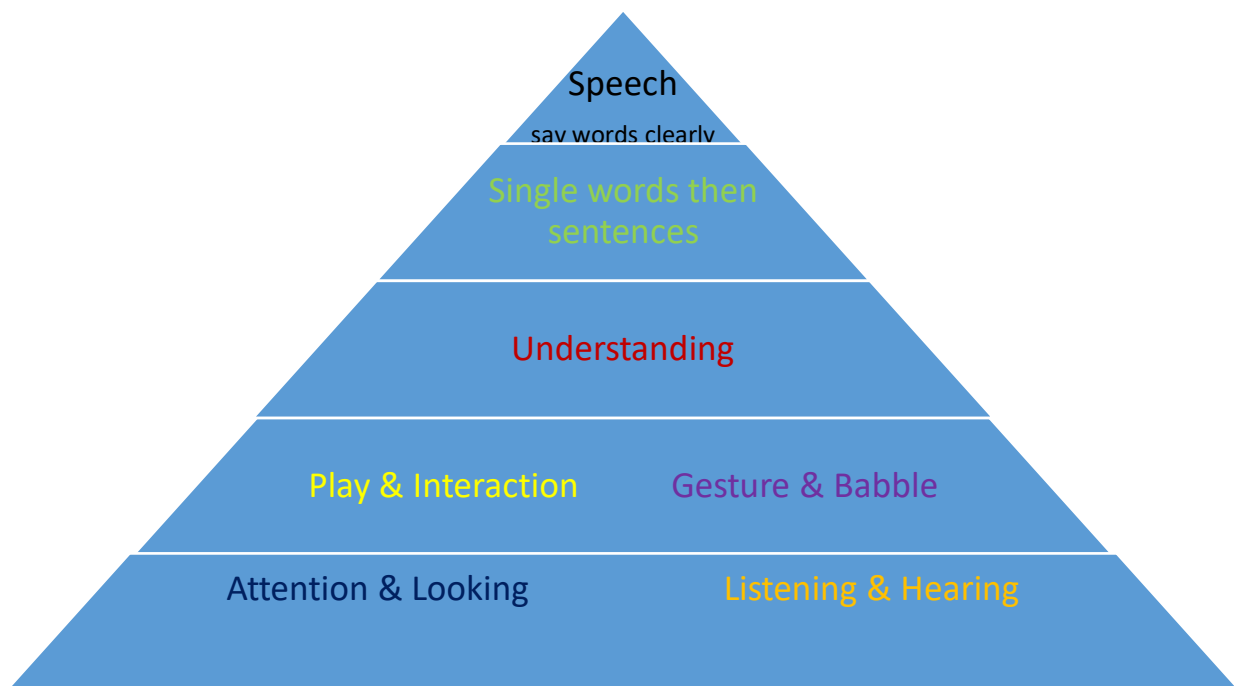 Speech
say words clearly
Single words then
sentences
Understanding
Play & Interaction Gesture & Babble
Attention & Looking Listening & Hearing